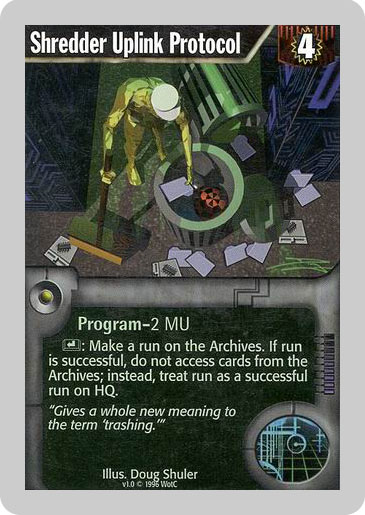 Shredder Uplink Protocol
4
Program-2 MU
: Make a run on the Archives. If run
is successful, do not access cards from the
Archives; instead, treat run as a successful
run on HQ.
“Gives a whole new meaning to
the term ‘trashing.’”
Illus. Doug Shuler
v1.0 © 1996 WotC